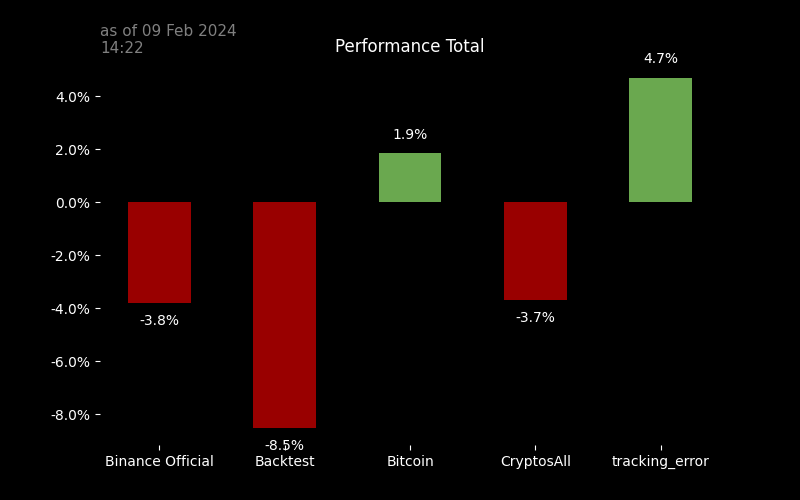 as of 09 Feb 2024
14:22
Performance Total
4.7%
4.0%
2.0%
1.9%
0.0%
-2.0%
-4.0%
-3.8%
-3.7%
-6.0%
-8.0%
-8.5%
Binance Official
Backtest
Bitcoin
CryptosAll
tracking_error